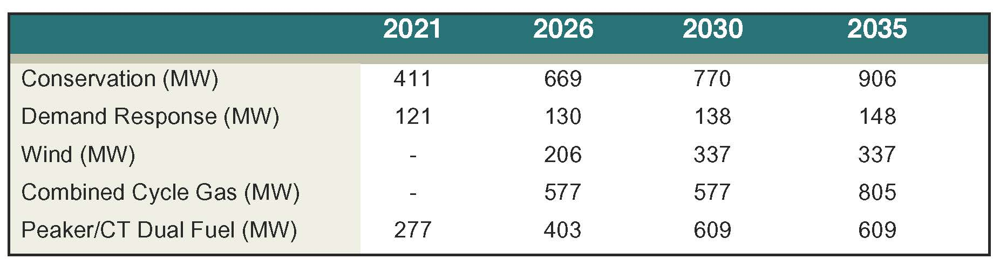 2021 2026 2030 2035
Conservation (MW) 411 669 770 906
Demand Response (MW) 121 130 138 148
Wind (MW) - 206 337 337
Combined Cycle Gas (MW) - 577 577 805
Peaker/CT Dual Fuel (MW) 277 403 609 609